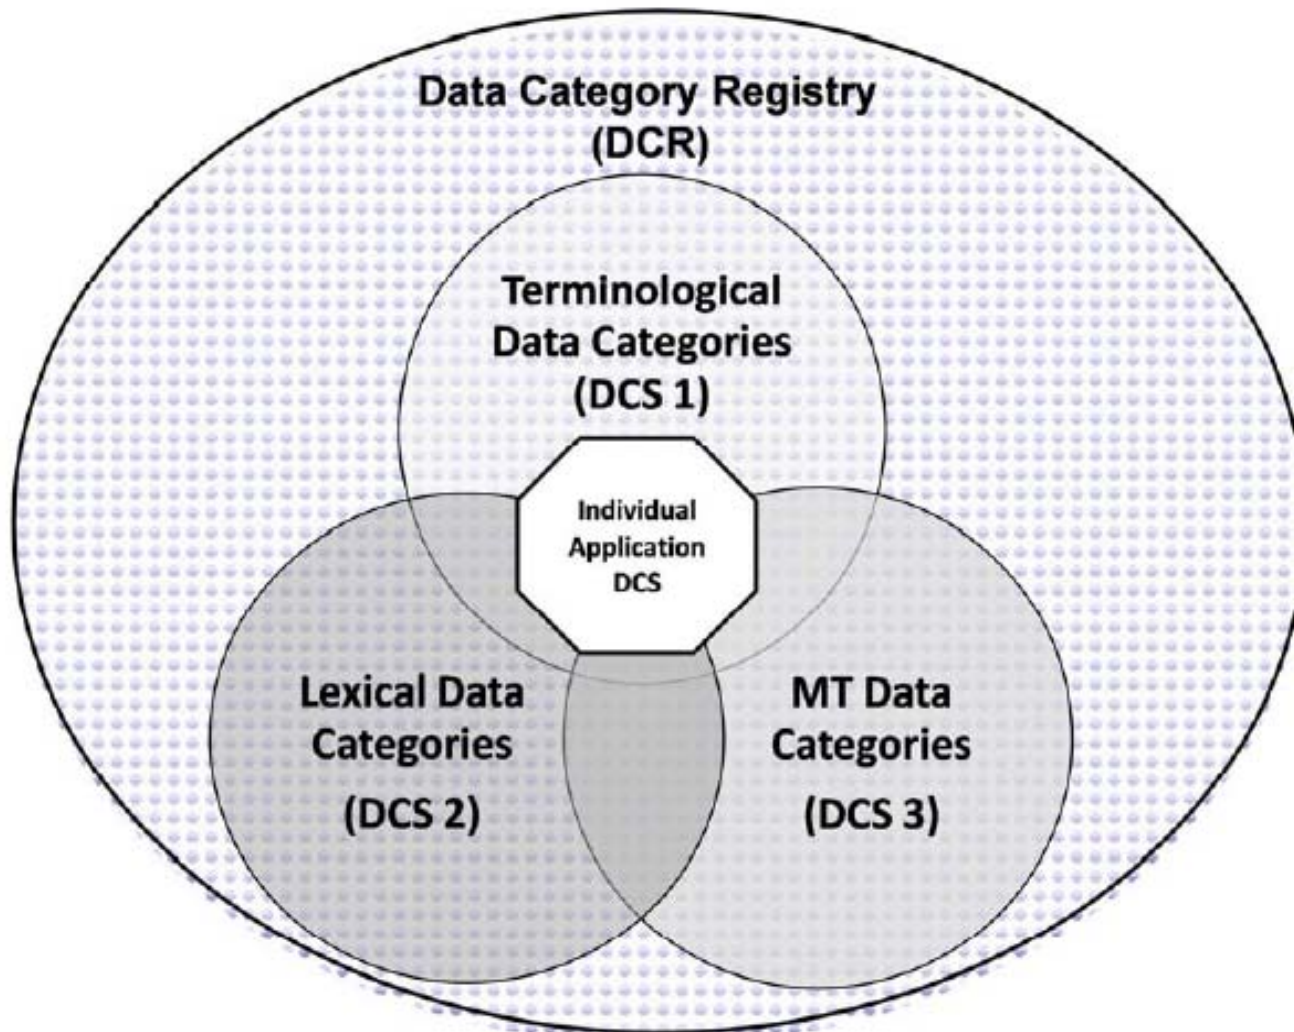 Data Category Registry
(DCR)
Terminological
Data Categories
(DCS 1)
Individual
Application
DCS
Lexical Data
Categories
(DCS 2)
MT Data
Categories
(DCS 3)